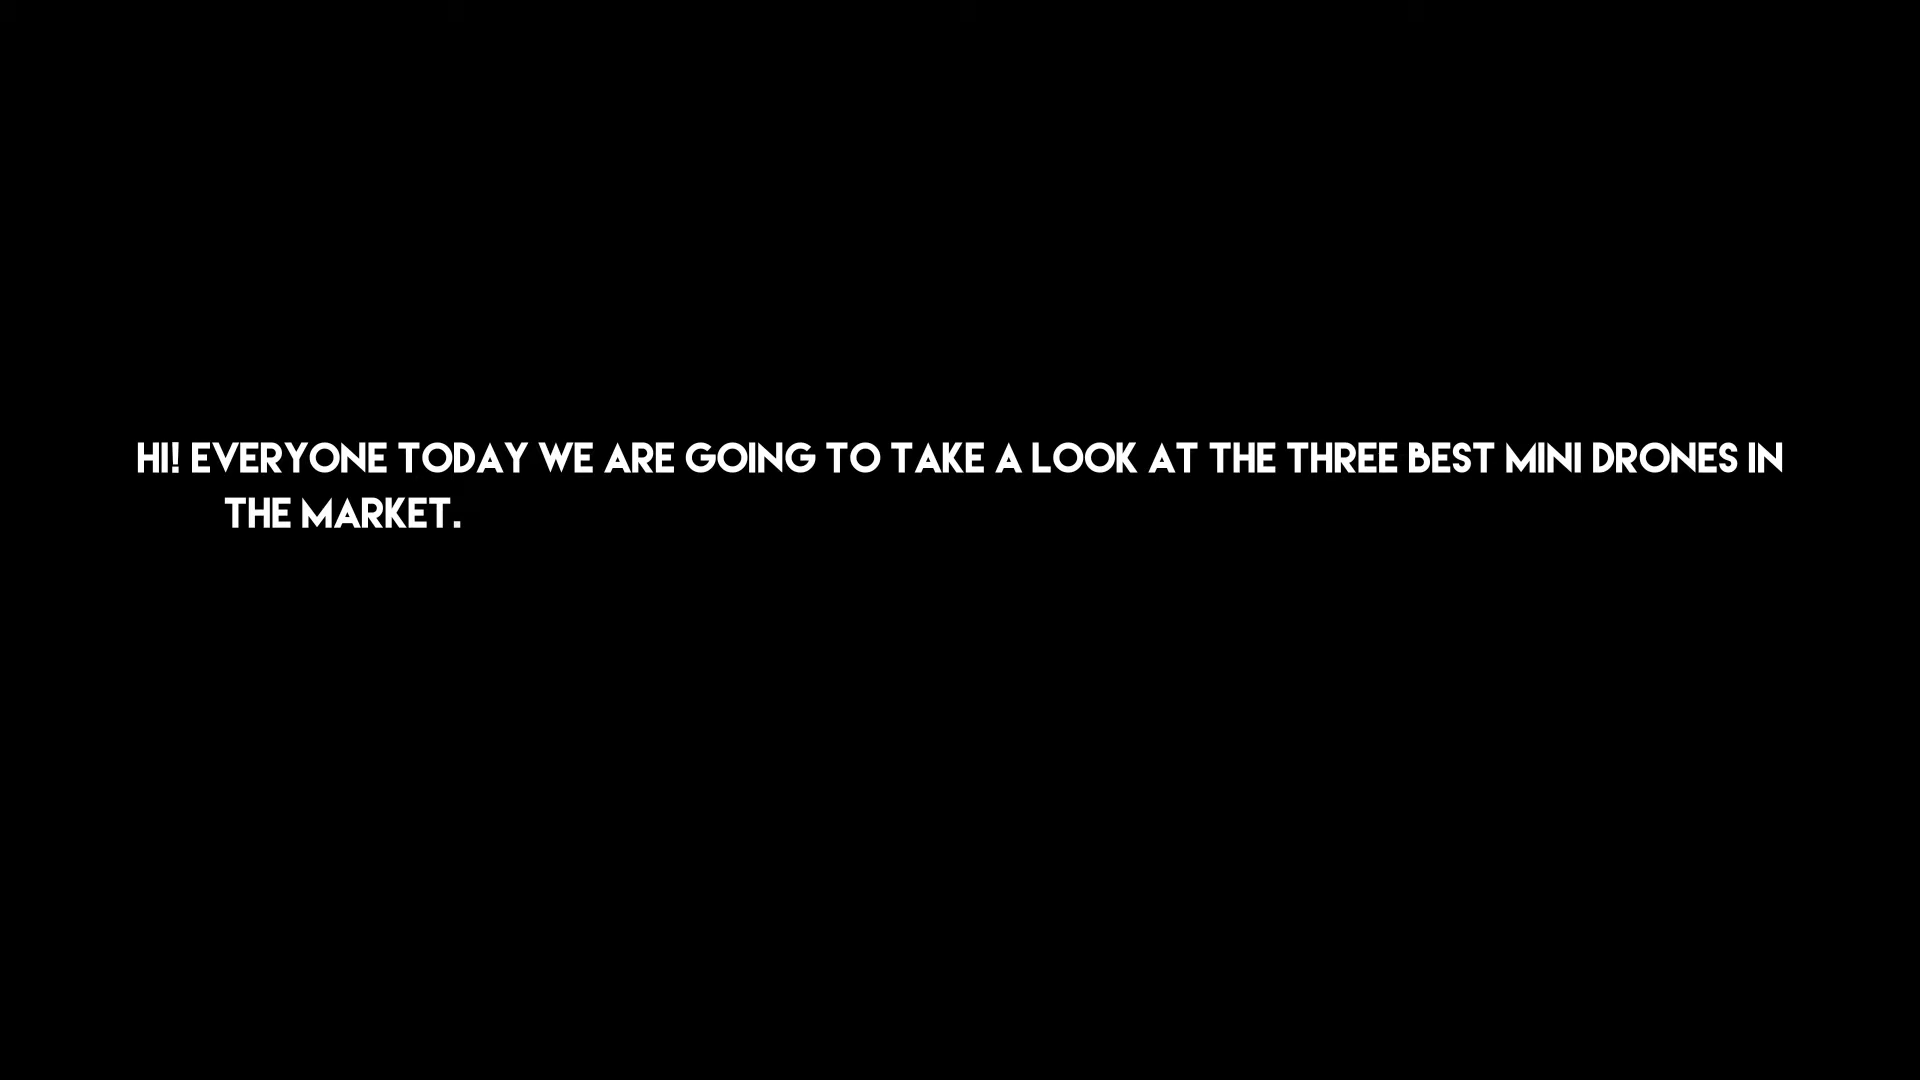 HI! EVERYONE TODAY WE ARE GOING TO TAKE A LOOK AT THE THREE BEST MINI DRONES IN
THE MARKET.